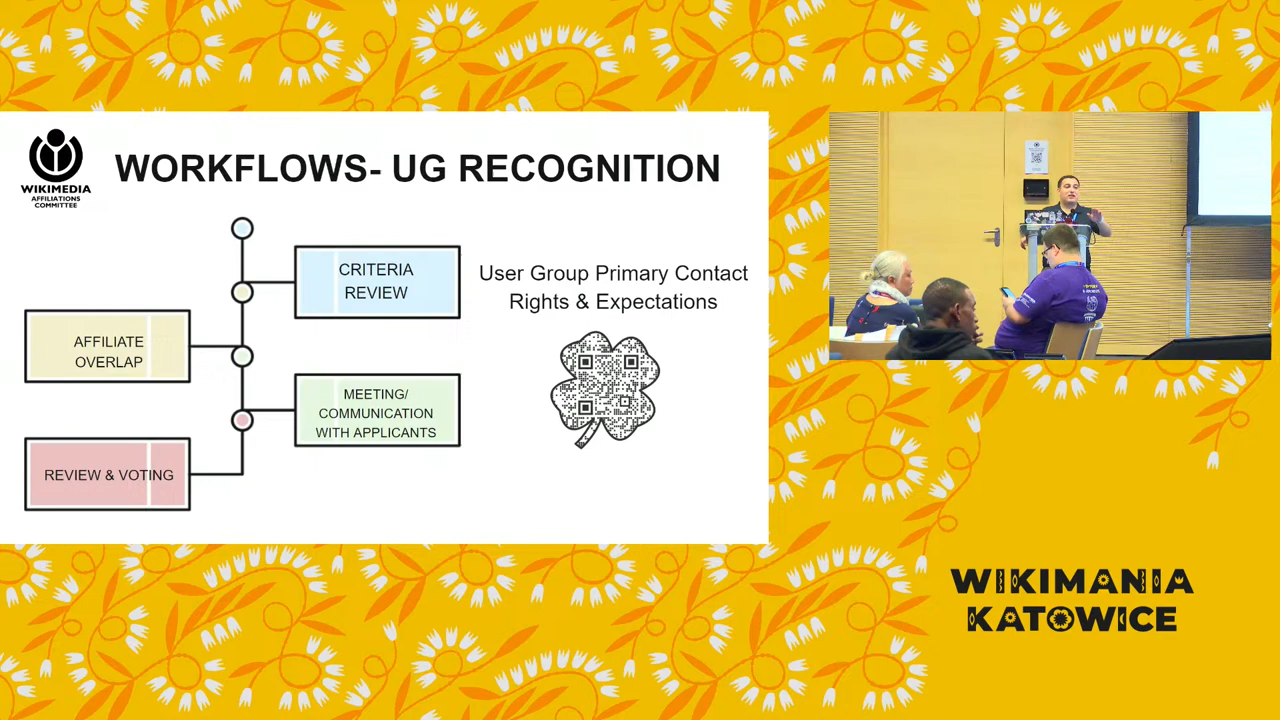 WIKIMEDIA
AFFILIATIONS
COMMITTEE
WORKFLOWS- UG RECOGNITION
CRITERIA
REVIEW
User Group Primary Contact
Rights & Expectations
AFFILIATE
OVERLAP
MEETING/
COMMUNICATION
WITH APPLICANTS
REVIEW & VOTING
WIKIMANIA
KATOWICE